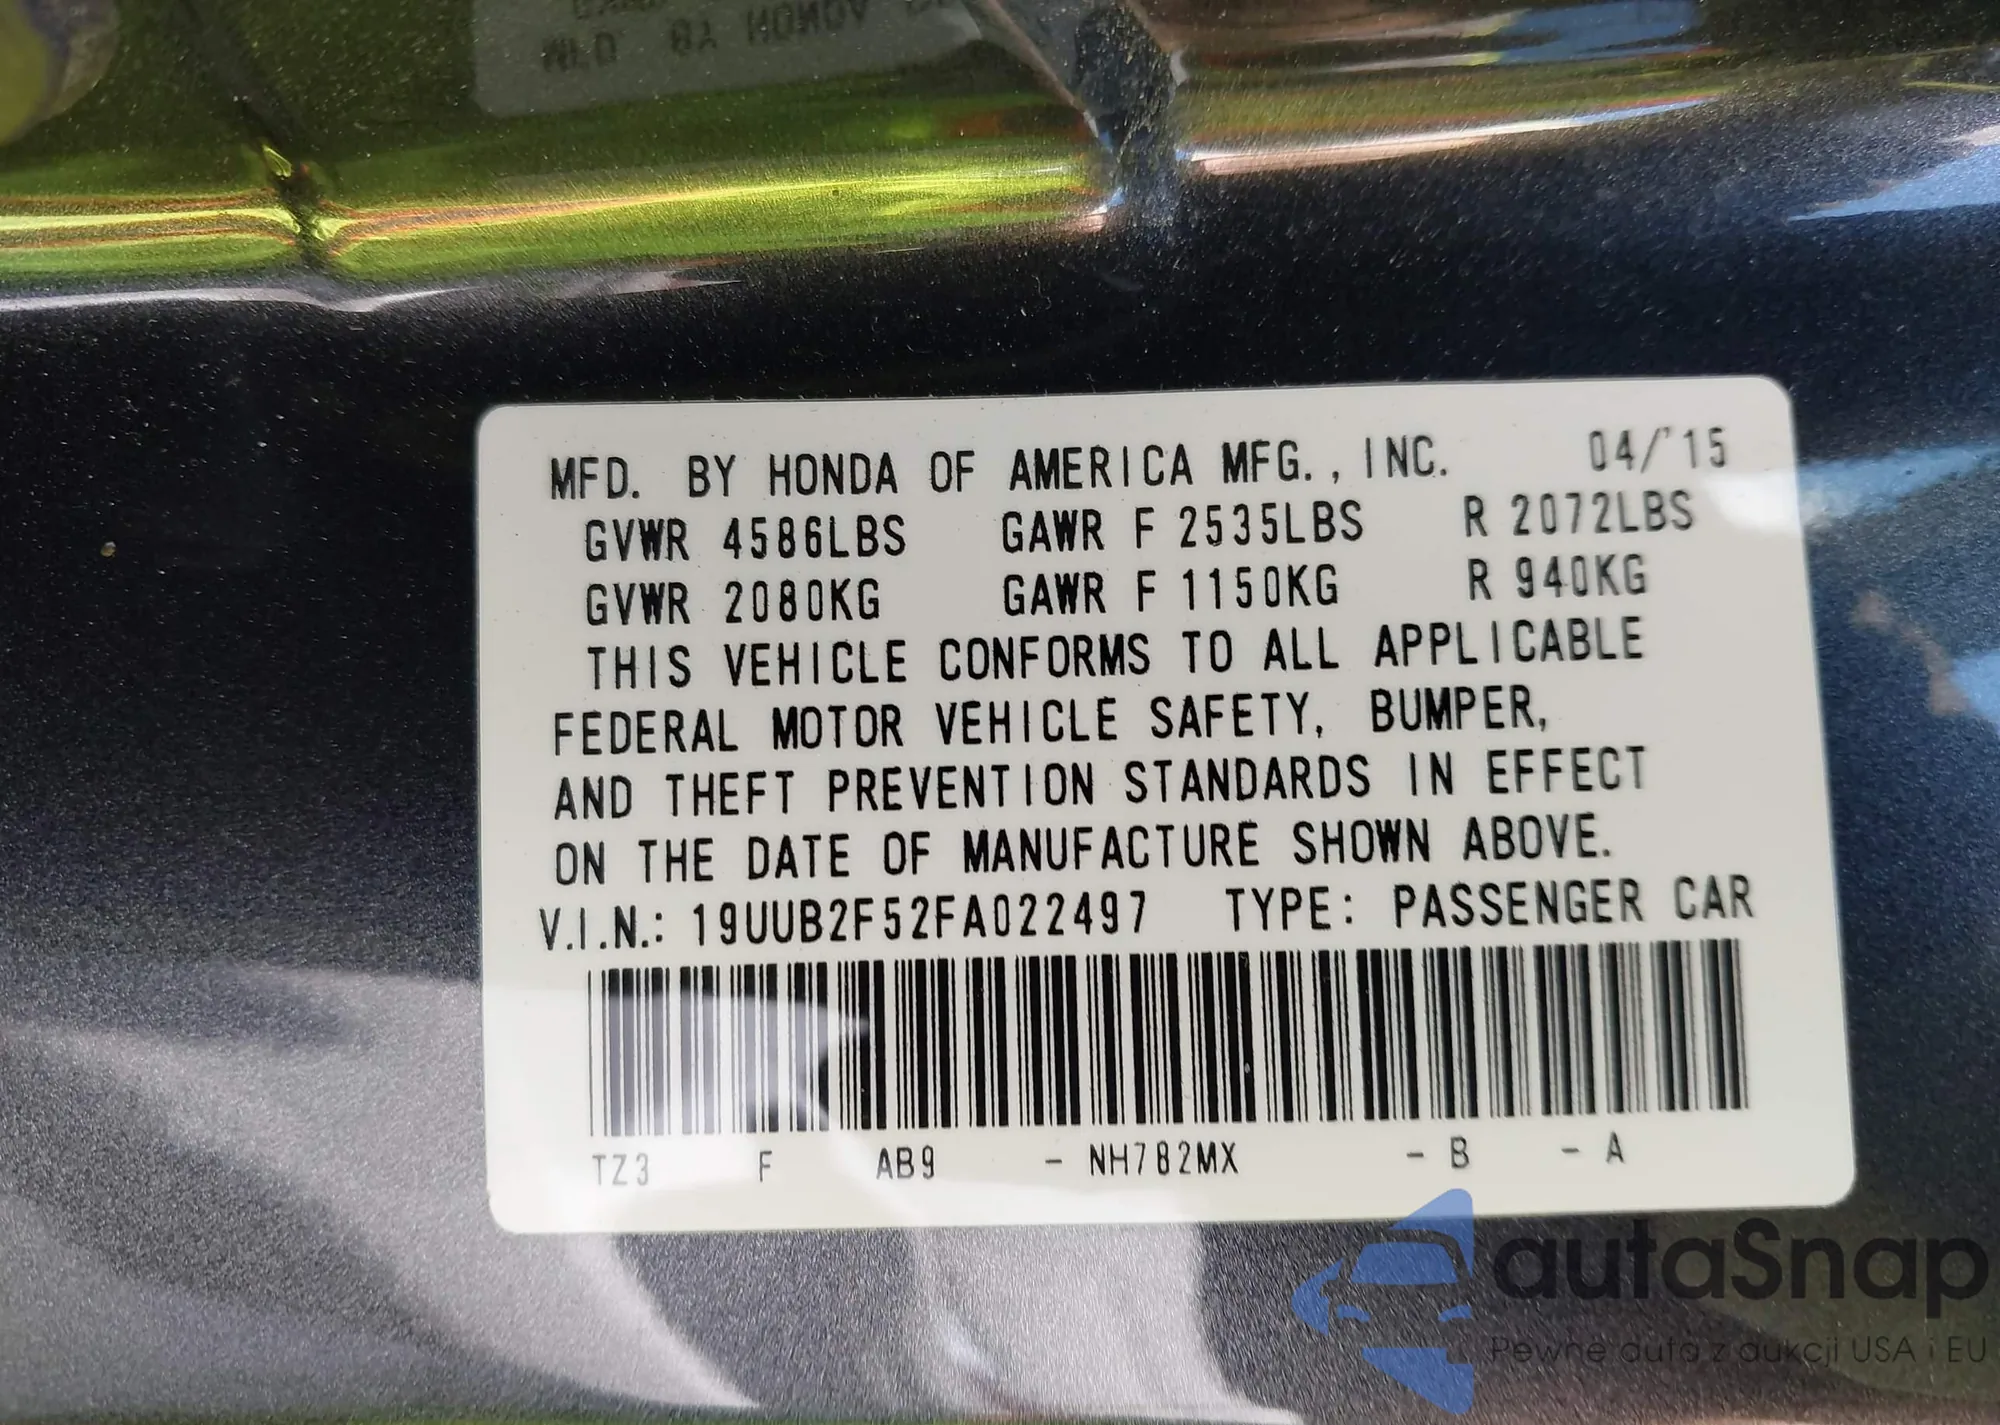 MFD. BY HONDA OF AMERICA MFG., INC. 04/'15
GVWR 4586LBS GAWR F 2535LBS R 2072LBS
GVWR 2080KG GAWR F 1150KG R 940KG
THIS VEHICLE CONFORMS TO ALL APPLICABLE
FEDERAL MOTOR VEHICLE SAFETY, BUMPER,
AND THEFT PREVENTION STANDARDS IN EFFECT
ON THE DATE OF MANUFACTURE SHOWN ABOVE.
V.I.N.: 19UUB2F52FA022497 TYPE: PASSENGER CAR
TZ3 F AB9 - NH782MX - B - A
autaSnap
Pewne auta z aukcji USA i EU